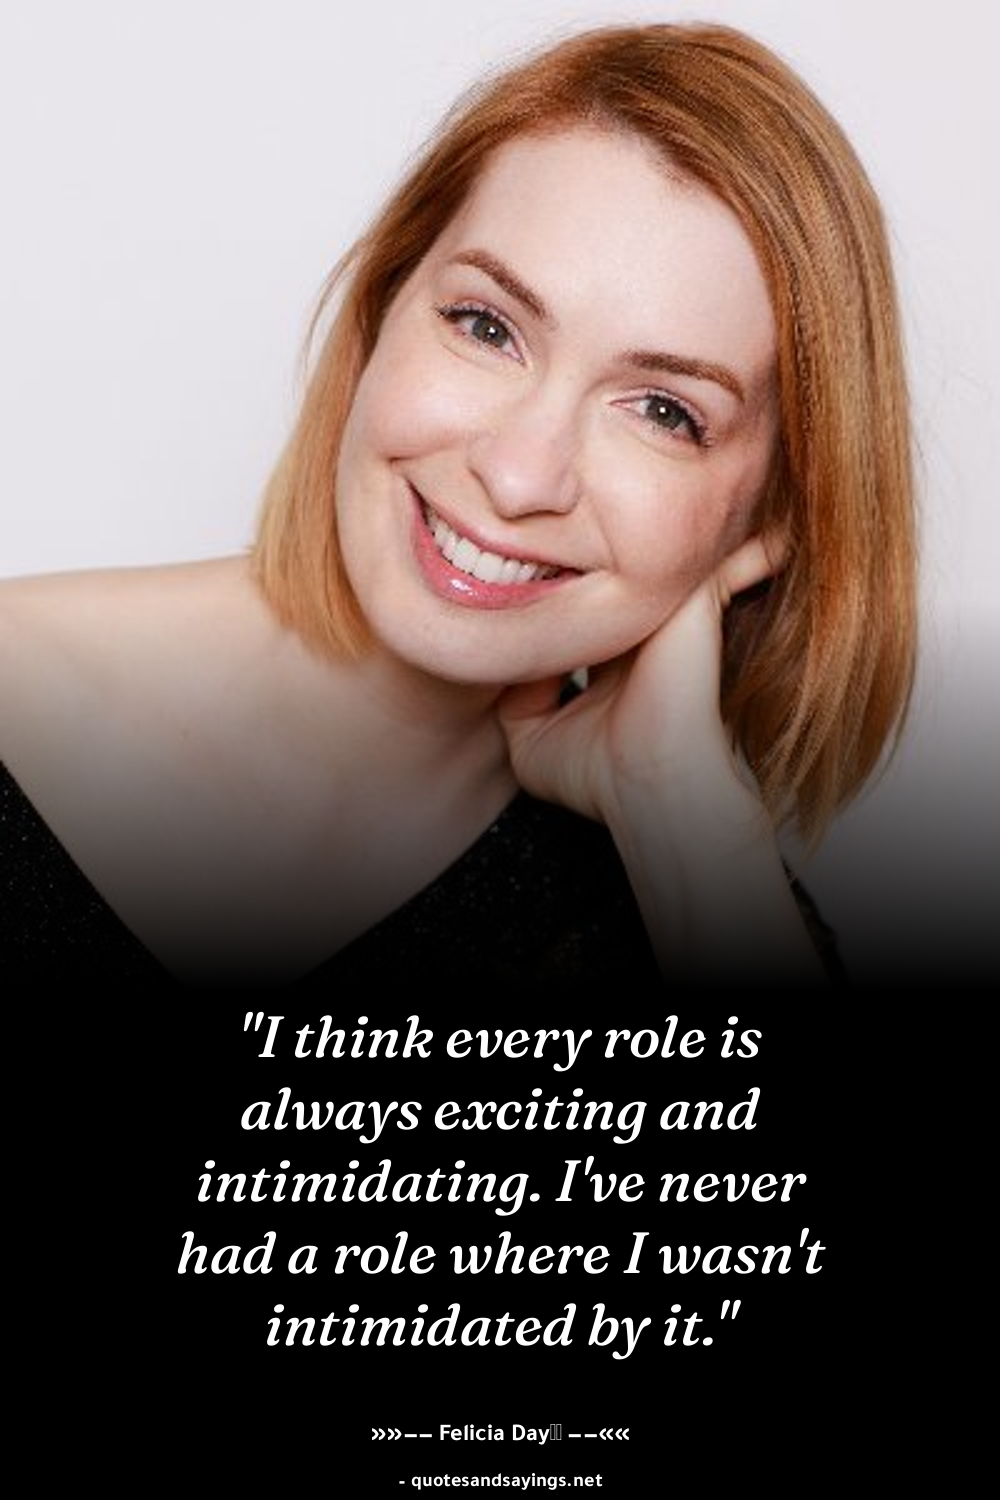 "I think every role is
always exciting and
intimidating. I've never
had a role where I wasn't
intimidated by it."
»»–– Felicia Day ––««
- quotesandsayings.net